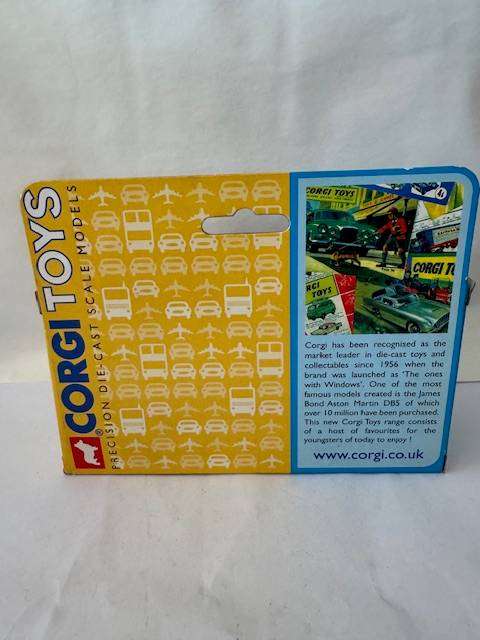 CORGI TOYS
®
PRECISION DIE-CAST SCALE MODELS
CORGI TOYS
CORGI TOYS
Corgi has been recognised as the
market leader in die-cast toys and
collectables since 1956 when the
brand was launched as 'The ones
with Windows'. One of the most
famous models created is the James
Bond Aston Martin DB5 of which
over 10 million have been purchased.
This new Corgi Toys range consists
of a host of favourites for the
youngsters of today to enjoy !
www.corgi.co.uk